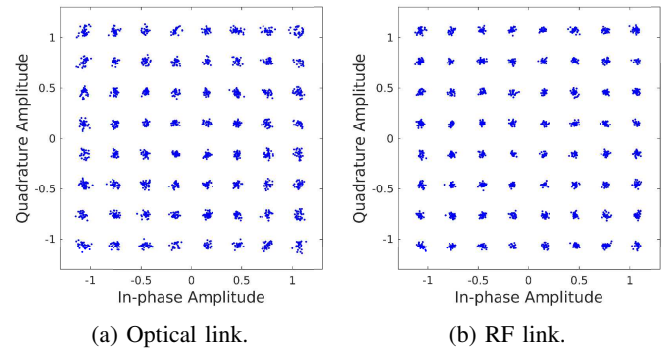 1
0.5
0
-0.5
-1
Quadrature Amplitude
-1 -0.5 0 0.5 1
In-phase Amplitude
(a) Optical link.
1
0.5
0
-0.5
-1
Quadrature Amplitude
-1 -0.5 0 0.5 1
In-phase Amplitude
(b) RF link.